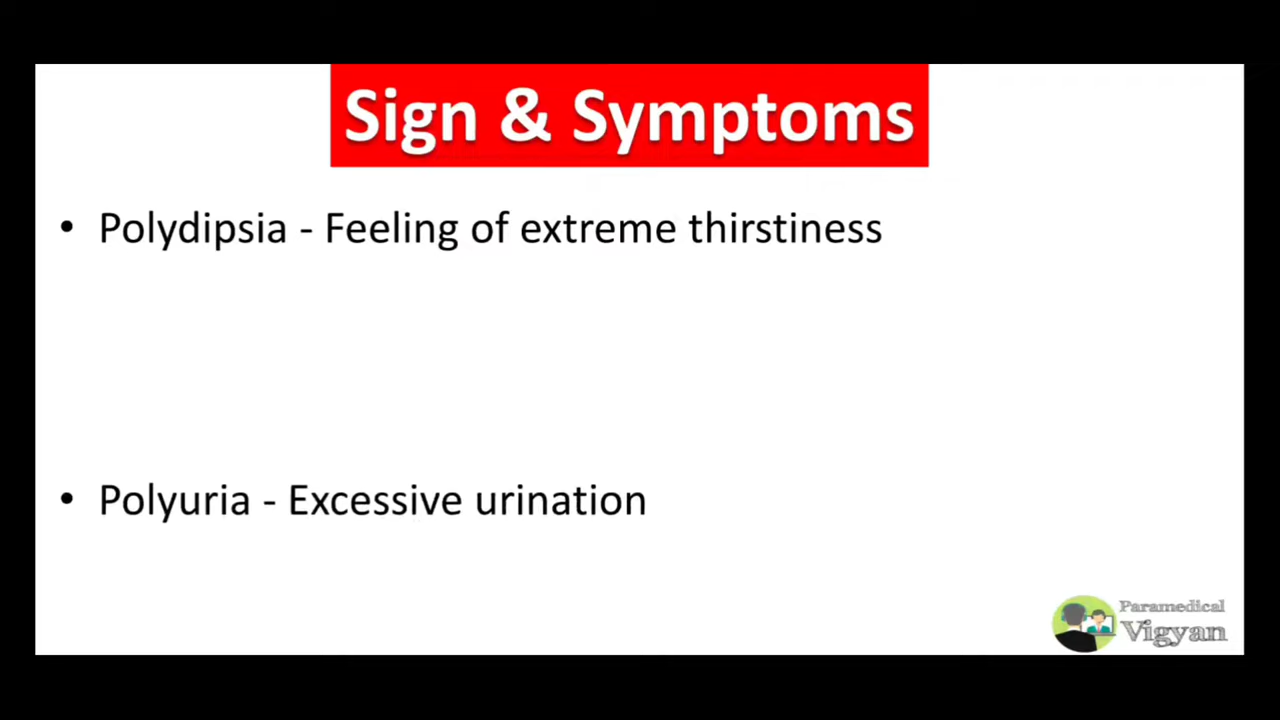 Sign & Symptoms
• Polydipsia - Feeling of extreme thirstiness
• Polyuria - Excessive urination
Paramedical
Vigyan